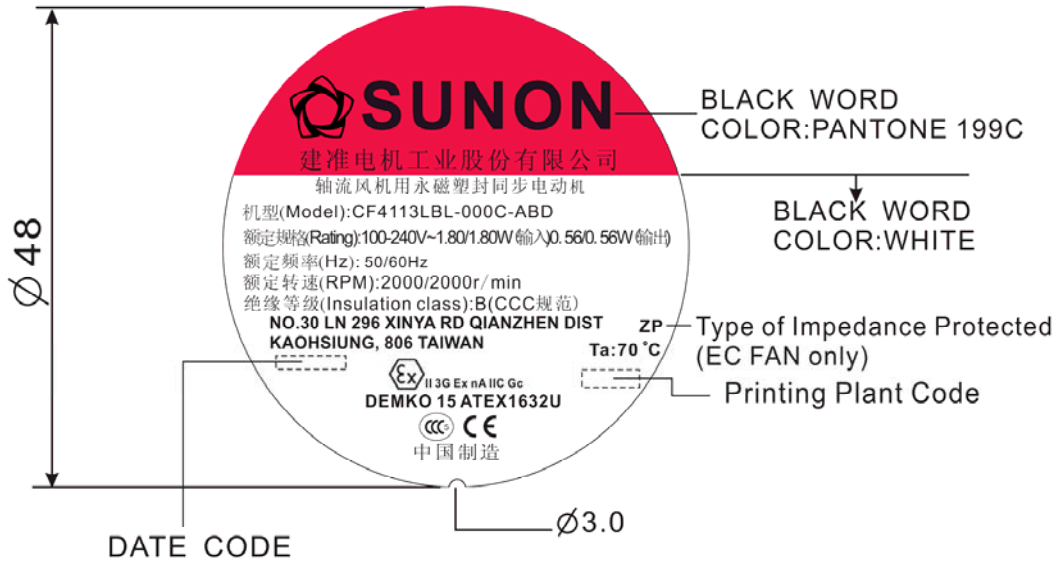 SUNON
建准电机工业股份有限公司
轴流风机用永磁塑封同步电动机
机型(Model):CF4113LBL-000C-ABD
额定规格(Rating):100-240V~1.80/1.80W(输入)0.56/0.56W(输出)
额定频率(Hz): 50/60Hz
额定转速(RPM):2000/2000r/min
绝缘等级(Insulation class):B(CCC规范)
NO.30 LN 296 XINYA RD QIANZHEN DIST
KAOHSIUNG, 806 TAIWAN
ZP
Ta:70 ˚C
Ex II 3G Ex nA IIC Gc
DEMKO 15 ATEX1632U
CCC S CE
中国制造
BLACK WORD
COLOR:PANTONE 199C
BLACK WORD
COLOR:WHITE
Type of Impedance Protected
(EC FAN only)
Printing Plant Code
Ø48
Ø3.0
DATE CODE